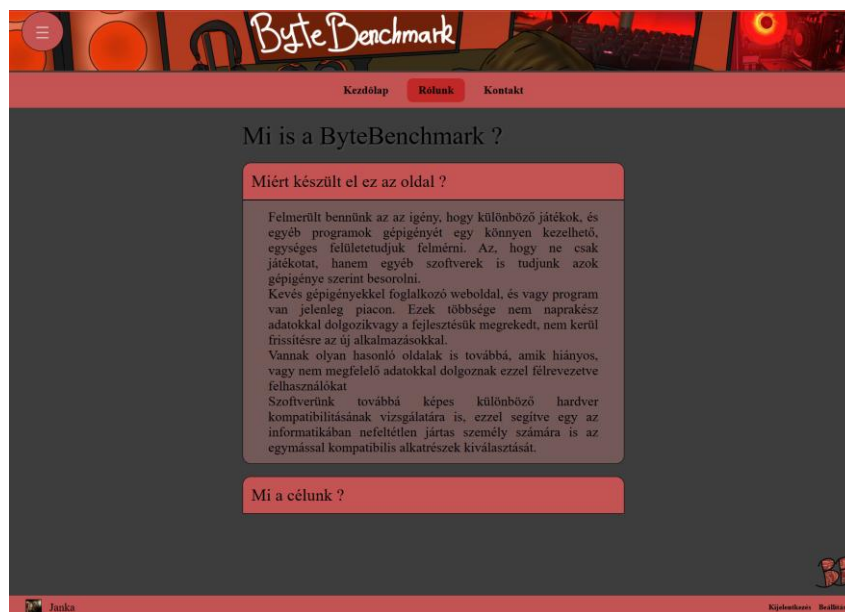 ByteBenchmark
Kezdőlap Rólunk Kontakt
Mi is a ByteBenchmark ?
Miért készült el ez az oldal ?
Felmerült bennünk az az igény, hogy különböző játékok, és
egyéb programok gépigényét egy könnyen kezelhető,
egységes felületetudjuk felmérni. Az, hogy ne csak
játékotat, hanem egyéb szoftverek is tudjunk azok
gépigénye szerint besorolni.
Kevés gépigényekkel foglalkozó weboldal, és vagy program
van jelenleg piacon. Ezek többsége nem naprakész
adatokkal dolgozikvagy a fejlesztésük megrekedt, nem kerül
frissítésre az új alkalmazásokkal.
Vannak olyan hasonló oldalak is továbbá, amik hiányos,
vagy nem megfelelő adatokkal dolgoznak ezzel félrevezetve
felhasználókat
Szoftverünk továbbá képes különböző hardver
kompatibilitásának vizsgálatára is, ezzel segítve egy az
informatikában nefeltétlen jártas személy számára is az
egymással kompatibilis alkatrészek kiválasztását.
Mi a célunk ?
Janka
Kijelentkezés